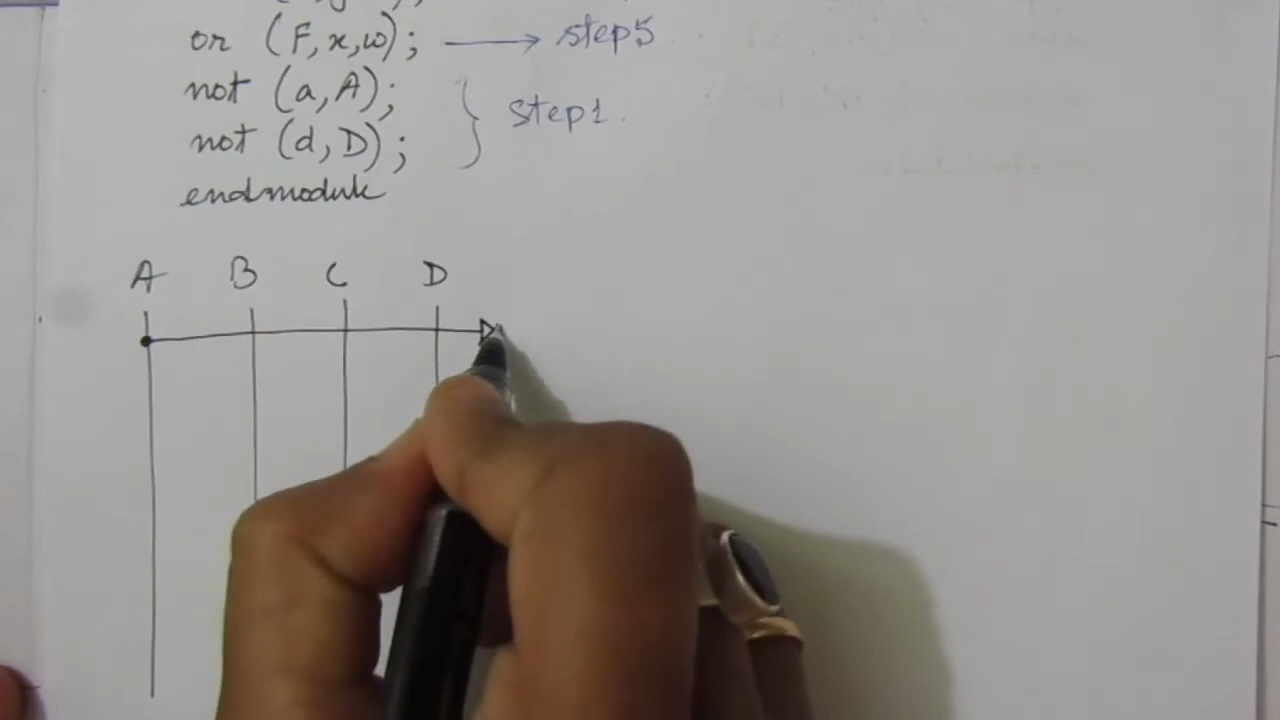 or (F,x,w); → step5
not (a,A);
not (d,D); } step1.
endmodule
A B C D